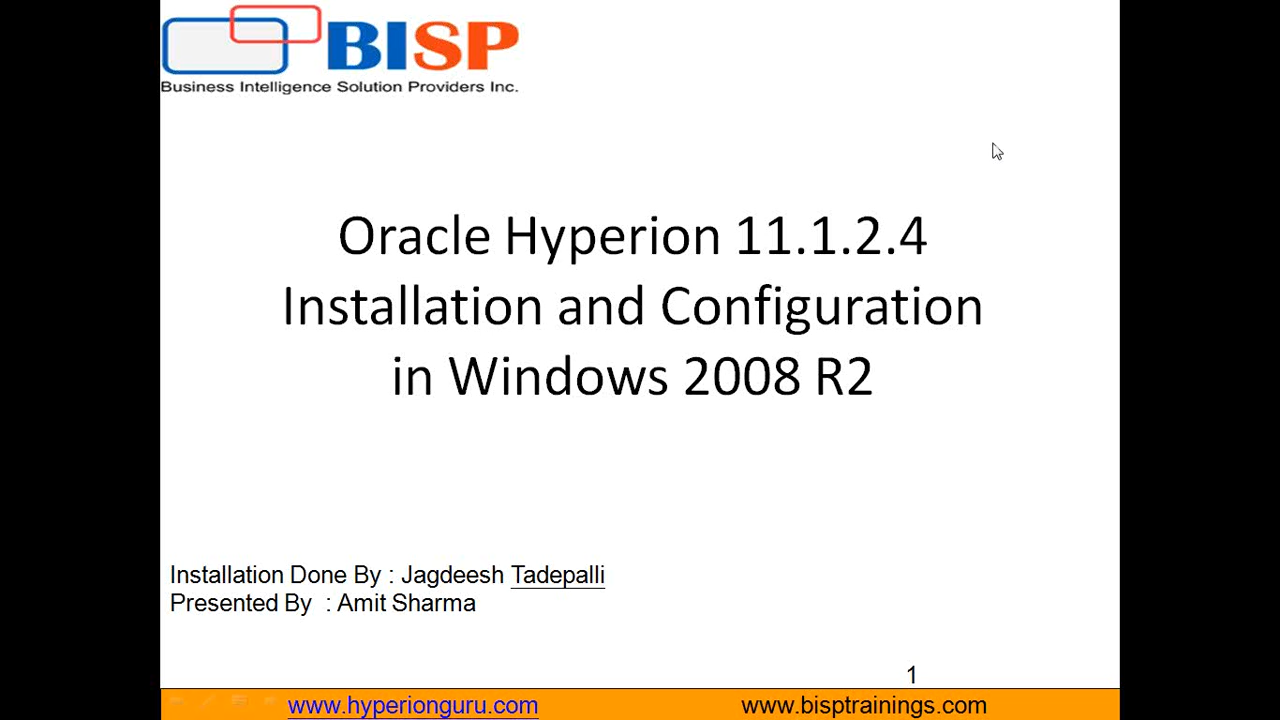 BISP
Business Intelligence Solution Providers Inc.
Oracle Hyperion 11.1.2.4
Installation and Configuration
in Windows 2008 R2
Installation Done By : Jagdeesh Tadepalli
Presented By : Amit Sharma
1
www.hyperionguru.com
www.bisptrainings.com